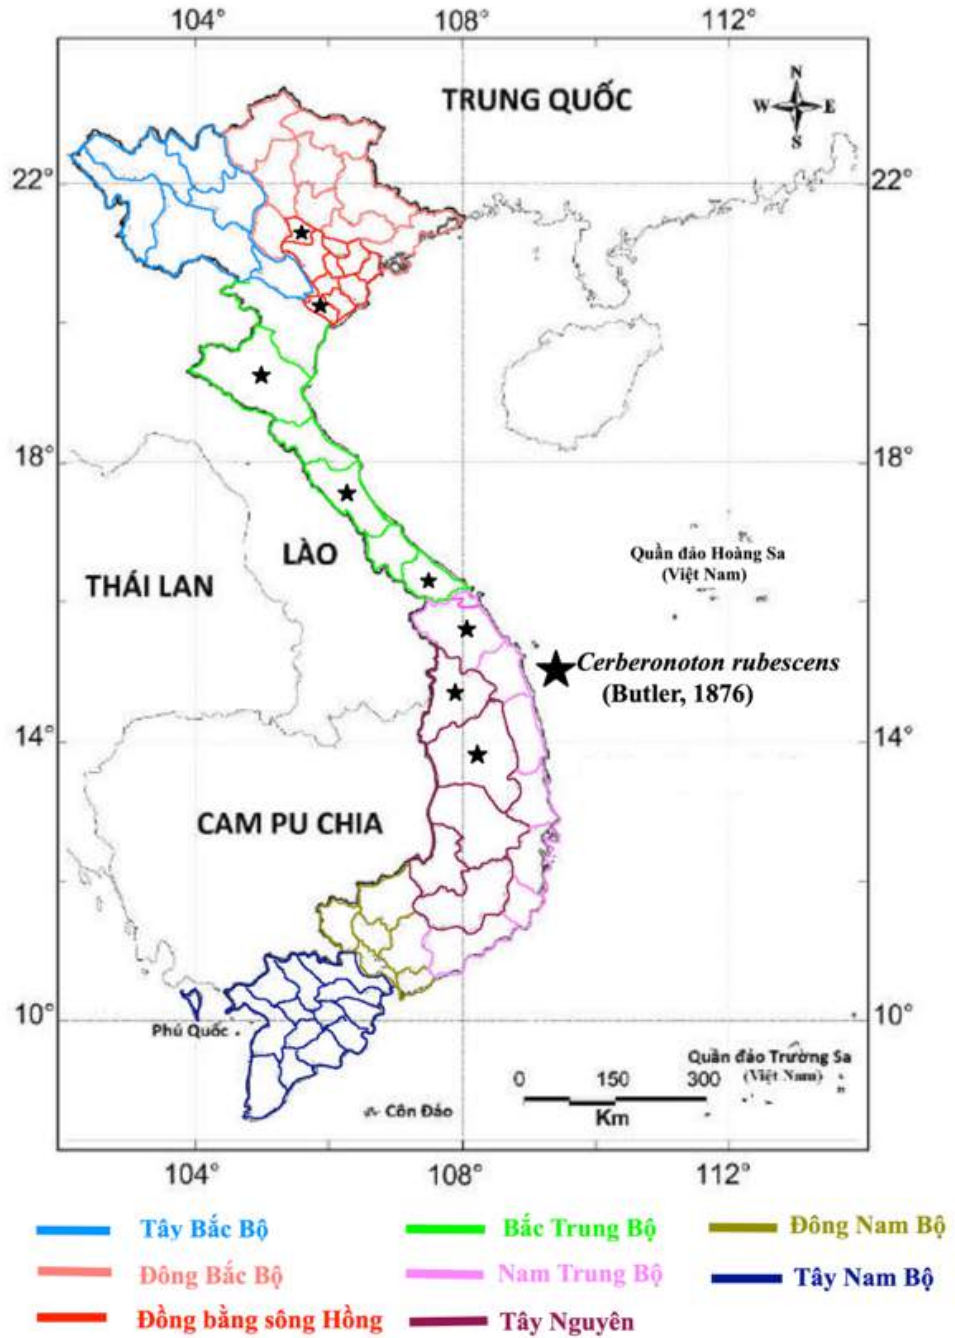 104° 108° 112°
TRUNG QUỐC
N
W E
S
22° 22°
18° 18°
Quần đảo Hoàng Sa
(Việt Nam)
LÀO
THÁI LAN
Cerberonoton rubescens
(Butler, 1876)
14° 14°
CAM PU CHIA
10° 10°
Phú Quốc
Quần đảo Trường Sa
(Việt Nam)
0 150 300
Km
Côn Đảo
104° 108° 112°
Tây Bắc Bộ Bắc Trung Bộ Đông Nam Bộ
Đông Bắc Bộ Nam Trung Bộ Tây Nam Bộ
Đồng bằng sông Hồng Tây Nguyên